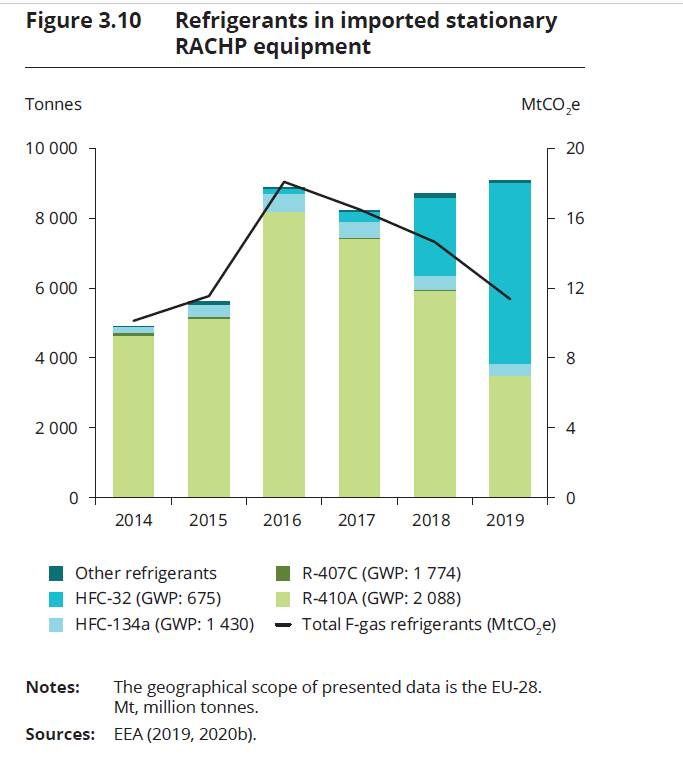 Figure 3.10 Refrigerants in imported stationary
RACHP equipment
Tonnes MtCO₂e
10 000 20
8 000 16
6 000 12
4 000 8
2 000 4
0 0
2014 2015 2016 2017 2018 2019
Other refrigerants R-407C (GWP: 1 774)
HFC-32 (GWP: 675) R-410A (GWP: 2 088)
HFC-134a (GWP: 1 430) Total F-gas refrigerants (MtCO₂e)
Notes: The geographical scope of presented data is the EU-28.
Mt, million tonnes.
Sources: EEA (2019, 2020b).